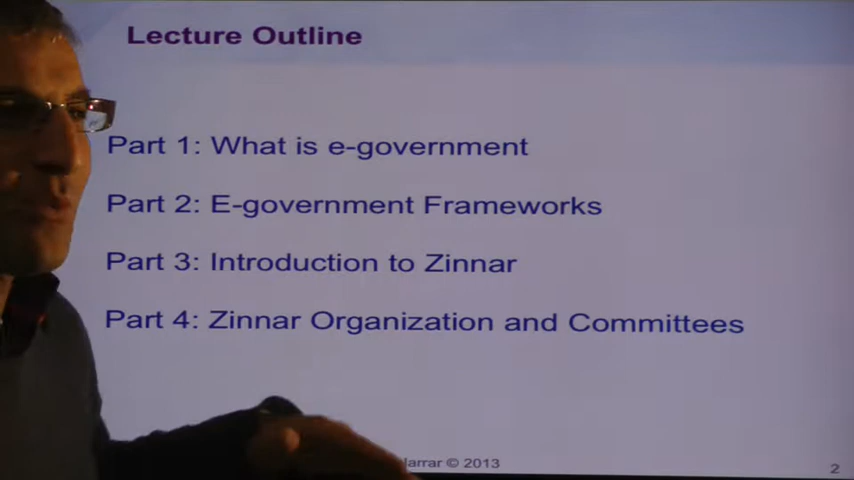 Lecture Outline
Part 1: What is e-government
Part 2: E-government Frameworks
Part 3: Introduction to Zinnar
Part 4: Zinnar Organization and Committees
© 2013
2